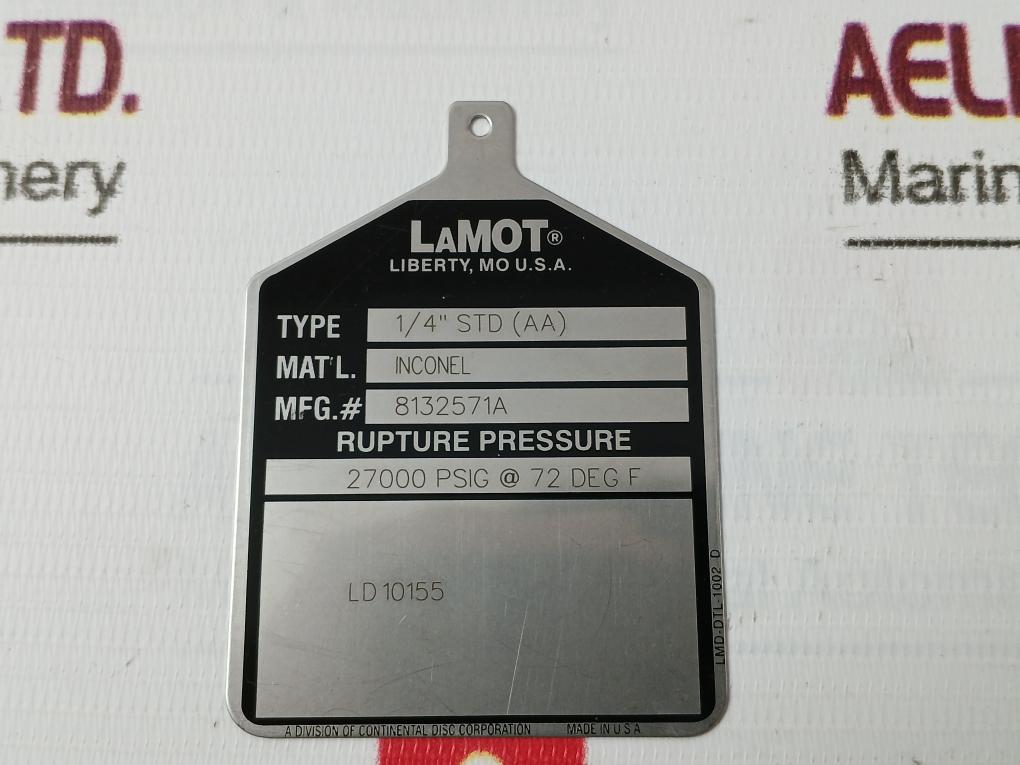 LTD.
AEL
nery
Marin
LAMOT®
LIBERTY, MO U.S.A.
TYPE 1/4" STD (AA)
MAT'L. INCONEL
MFG.# 8132571A
RUPTURE PRESSURE
27000 PSIG @ 72 DEG F
LD 10155
LMD-DTL-1002 D
A DIVISION OF CONTINENTAL DISC CORPORATION MADE IN U S A